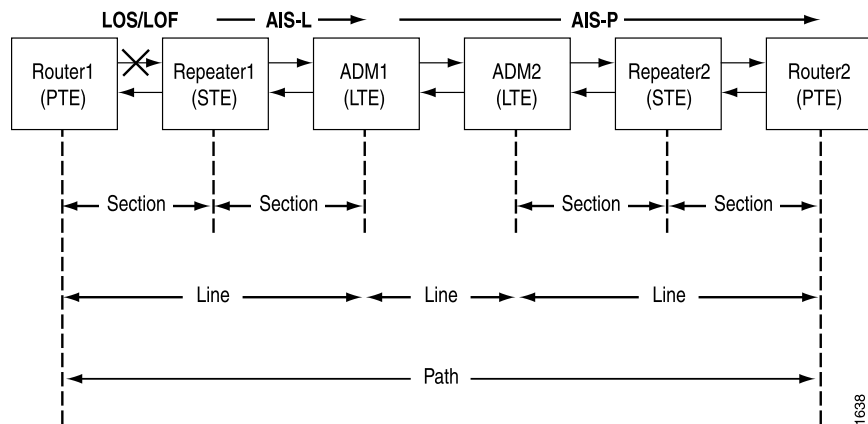 LOS/LOF AIS-L AIS-P
Router1 (PTE)
Repeater1 (STE)
ADM1 (LTE)
ADM2 (LTE)
Repeater2 (STE)
Router2 (PTE)
Section Section Section Section
Line Line Line
Path
1638